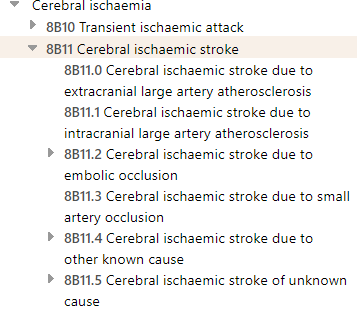 Cerebral ischaemia
8B10 Transient ischaemic attack
8B11 Cerebral ischaemic stroke
8B11.0 Cerebral ischaemic stroke due to
extracranial large artery atherosclerosis
8B11.1 Cerebral ischaemic stroke due to
intracranial large artery atherosclerosis
8B11.2 Cerebral ischaemic stroke due to
embolic occlusion
8B11.3 Cerebral ischaemic stroke due to small
artery occlusion
8B11.4 Cerebral ischaemic stroke due to
other known cause
8B11.5 Cerebral ischaemic stroke of unknown
cause